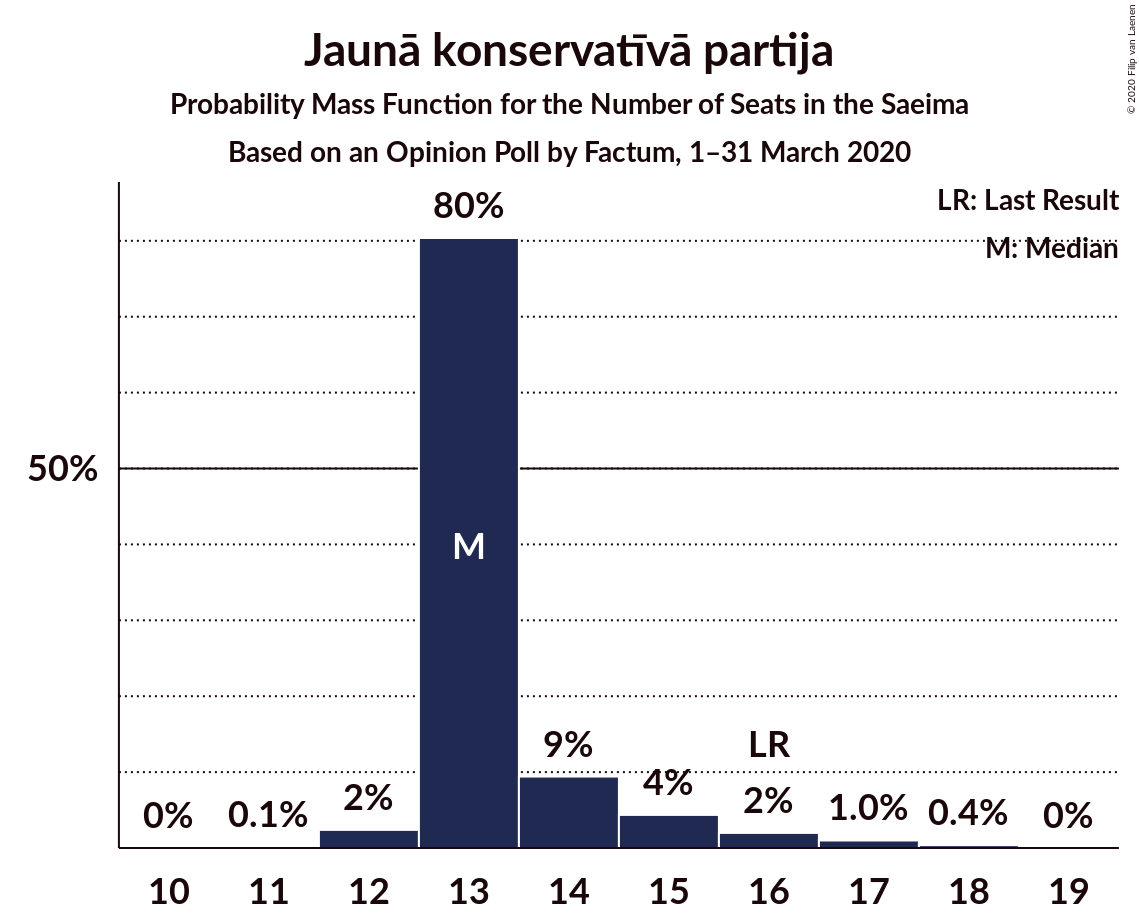 Jaunā konservatīvā partija
Probability Mass Function for the Number of Seats in the Saeima
Based on an Opinion Poll by Factum, 1–31 March 2020
© 2020 Filip van Laenen
LR: Last Result
M: Median
80%
50%
M
9%
LR
4%
2%
2%
1.0%
0.4%
0%
0.1%
0%
10 11 12 13 14 15 16 17 18 19